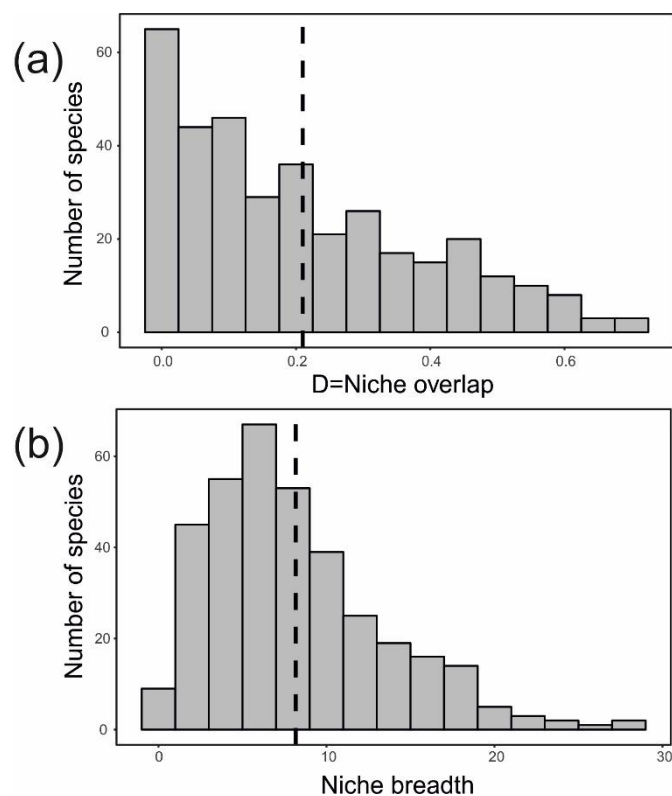 (a)
Number of species
60
40
20
0
0.0 0.2 0.4 0.6
D=Niche overlap
(b)
Number of species
60
40
20
0
0 10 20 30
Niche breadth